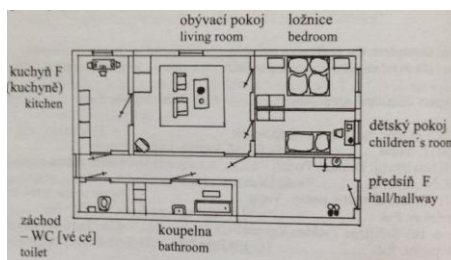 obývací pokoj
living room
ložnice
bedroom
kuchyň F
(kuchyně)
kitchen
dětský pokoj
children´s room
předsíň F
hall/hallway
záchod
– WC [vé cé]
toilet
koupelna
bathroom